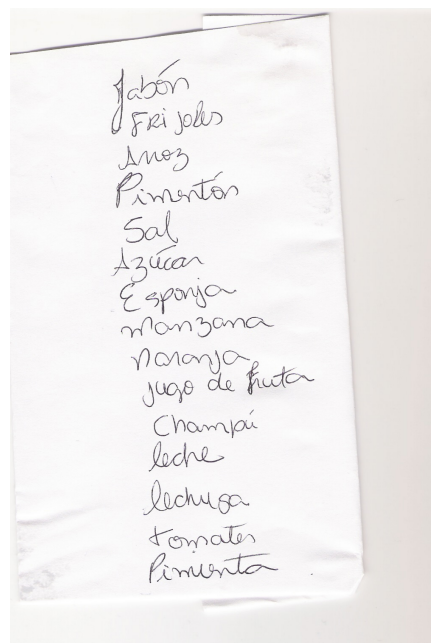 Jabón
FRijoles
Arroz
Pimentón
Sal
Azúcar
Esponja
manzana
naranja
jugo de fruta
Champú
leche
lechuga
tomates
Pimienta